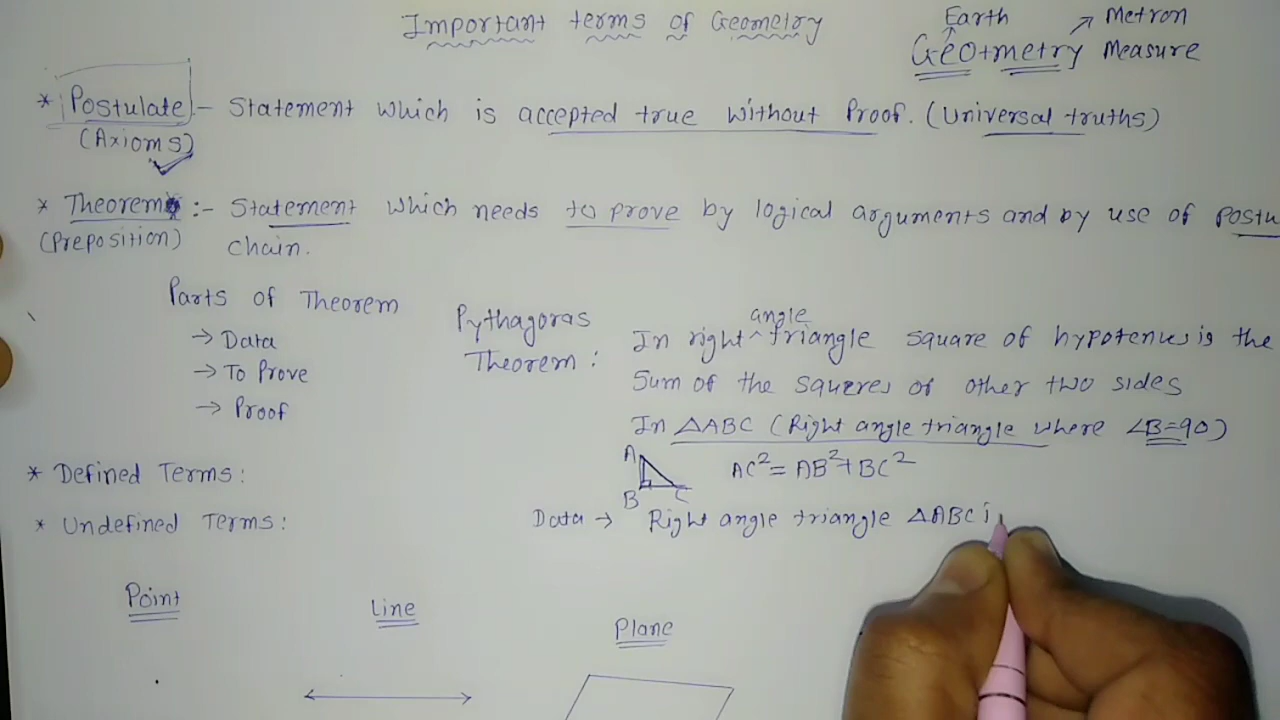 Important terms of Geometry
Earth Metron
Geo+metry Measure
* Postulate :- Statement which is accepted true without Proof. (Universal truths)
(Axioms)
* Theorem :- Statement which needs to prove by logical arguments and by use of postu
(Preposition) chain.
Parts of Theorem
→ Data
→ To Prove
→ Proof
Pythagoras
Theorem :
angle
In right ^ triangle square of hypotenus is the
Sum of the squeres of other two sides
In △ABC (Right angle triangle where ∠B=90)
A
B C
AC²= AB²+BC²
* Defined Terms:
* Undefined Terms:
Data → Right angle triangle △ABC i
Point
Line
Plane